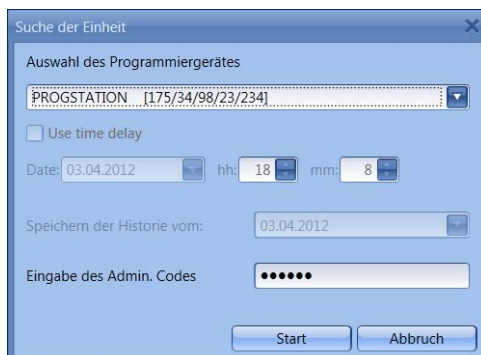 Suche der Einheit
Auswahl des Programmiergerätes
PROGSTATION [175/34/98/23/234]
Use time delay
Date: 03.04.2012 hh: 18 mm: 8
Speichern der Historie vom: 03.04.2012
Eingabe des Admin. Codes ●●●●●●
Start Abbruch